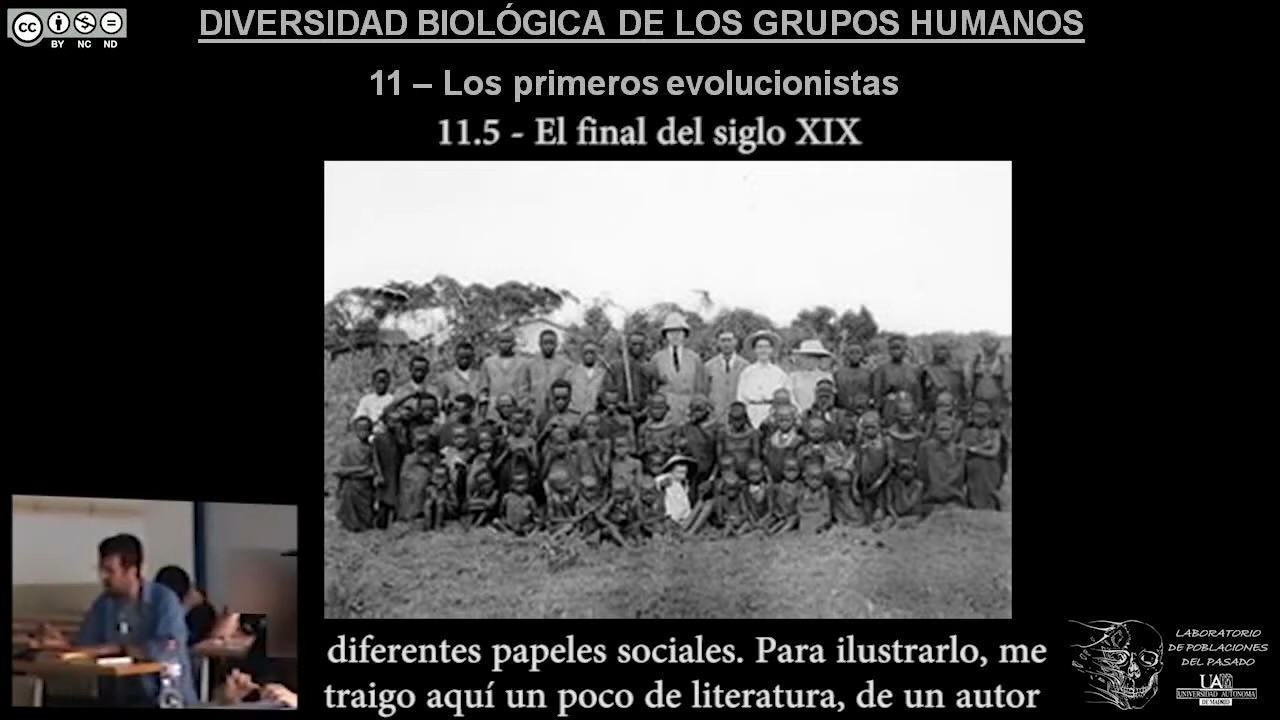 cc
BY NC ND
DIVERSIDAD BIOLÓGICA DE LOS GRUPOS HUMANOS
11 – Los primeros evolucionistas
11.5 - El final del siglo XIX
diferentes papeles sociales. Para ilustrarlo, me
traigo aquí un poco de literatura, de un autor
LABORATORIO
DE POBLACIONES
DEL PASADO
UAM
UNIVERSIDAD AUTONOMA
DE MADRID